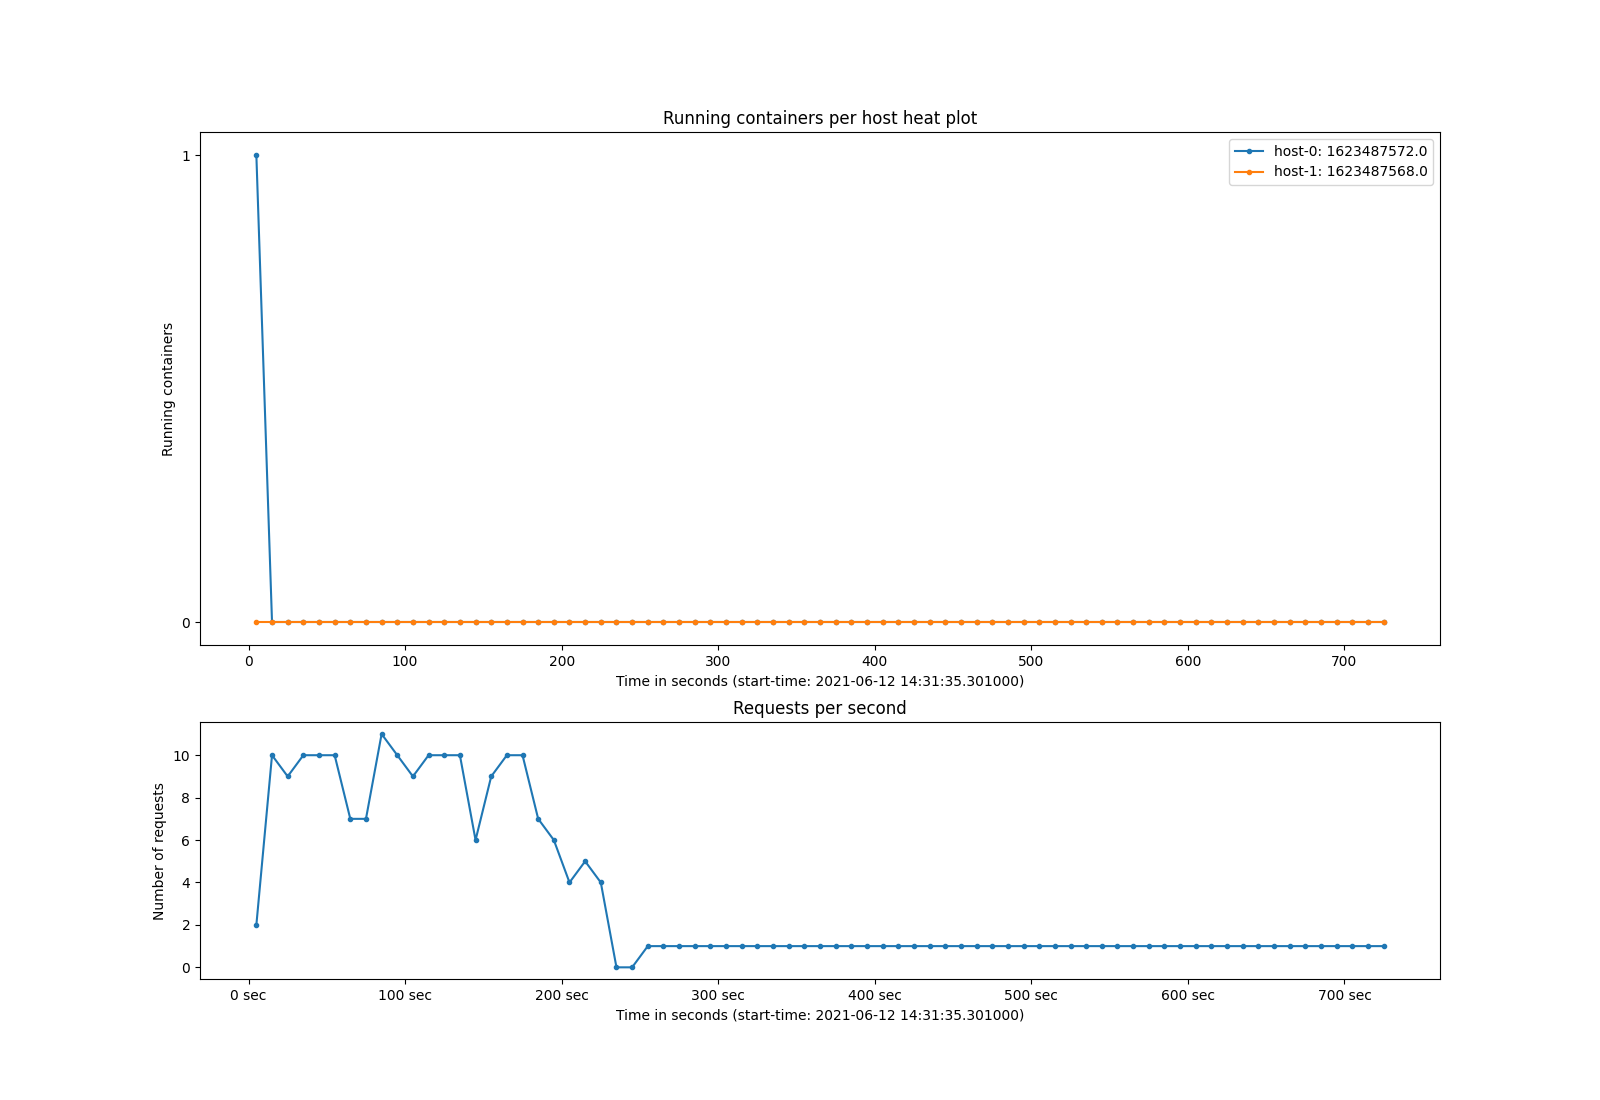 Running containers per host heat plot
host-0: 1623487572.0
host-1: 1623487568.0
1
0
Running containers
0 100 200 300 400 500 600 700
Time in seconds (start-time: 2021-06-12 14:31:35.301000)
Requests per second
10
8
6
4
2
0
Number of requests
0 sec 100 sec 200 sec 300 sec 400 sec 500 sec 600 sec 700 sec
Time in seconds (start-time: 2021-06-12 14:31:35.301000)